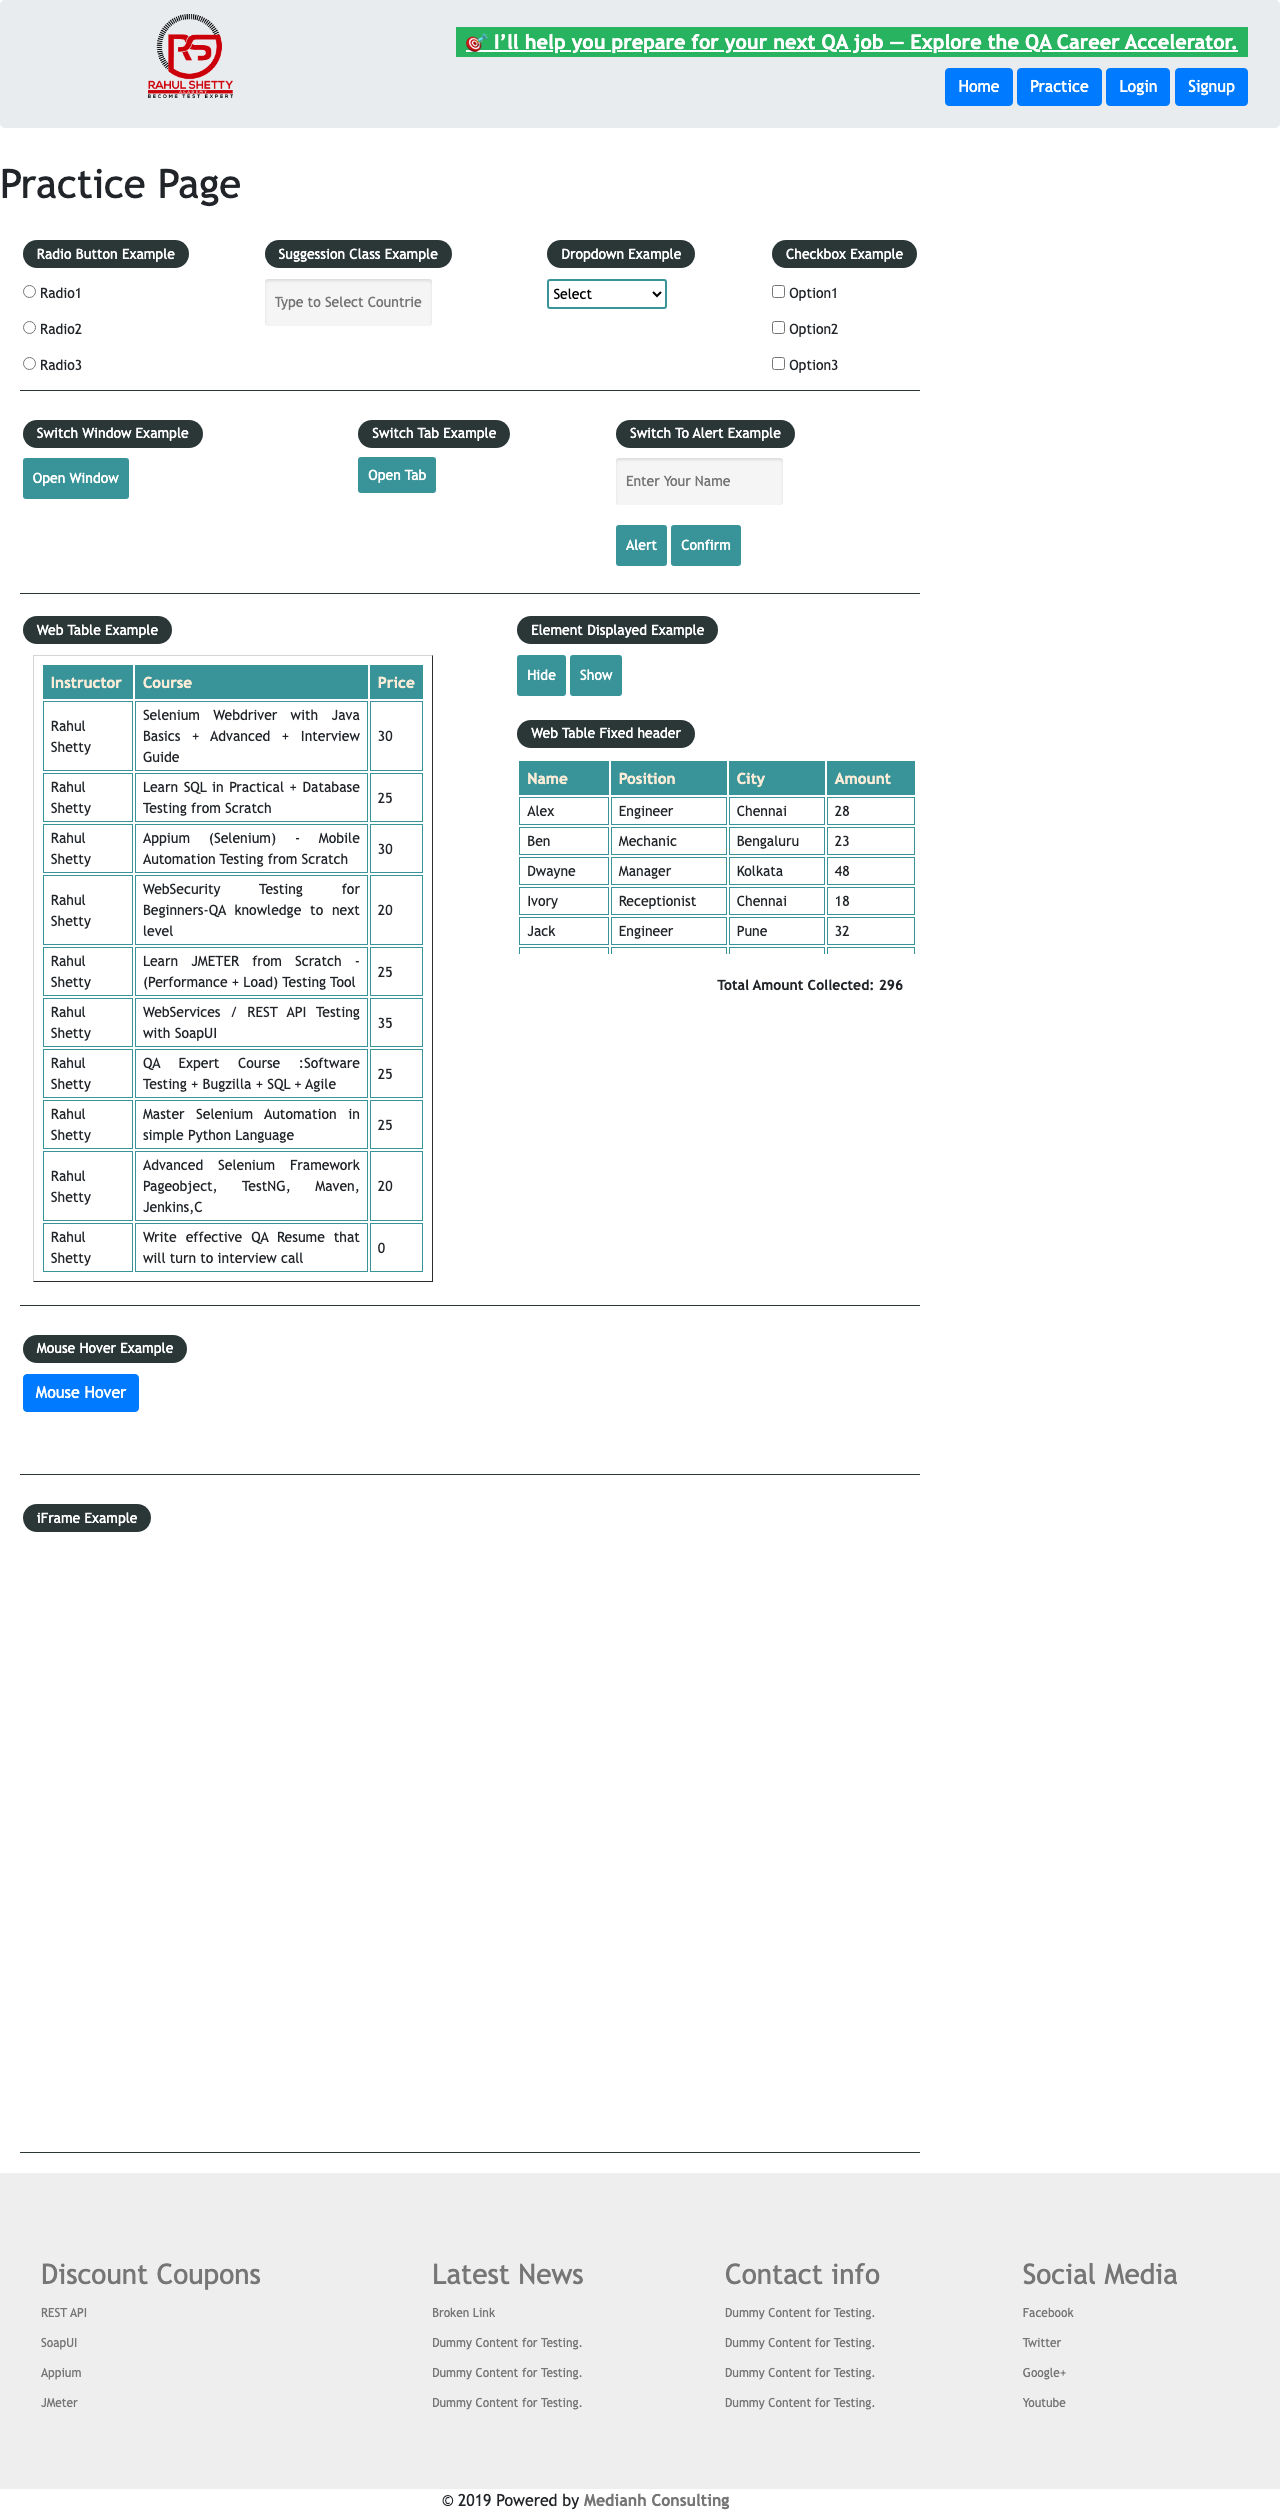 RAHUL SHETTY
ACADEMY
BECOME TEST EXPERT
🎯 I’ll help you prepare for your next QA job — Explore the QA Career Accelerator.
Home Practice Login Signup
Practice Page
Radio Button Example
Radio1
Radio2
Radio3
Suggession Class Example
Type to Select Countrie
Dropdown Example
Select
Checkbox Example
Option1
Option2
Option3
Switch Window Example
Open Window
Switch Tab Example
Open Tab
Switch To Alert Example
Enter Your Name
Alert Confirm
Web Table Example
Instructor Course Price
Rahul Shetty Selenium Webdriver with Java Basics + Advanced + Interview Guide 30
Rahul Shetty Learn SQL in Practical + Database Testing from Scratch 25
Rahul Shetty Appium (Selenium) - Mobile Automation Testing from Scratch 30
Rahul Shetty WebSecurity Testing for Beginners-QA knowledge to next level 20
Rahul Shetty Learn JMETER from Scratch - (Performance + Load) Testing Tool 25
Rahul Shetty WebServices / REST API Testing with SoapUI 35
Rahul Shetty QA Expert Course :Software Testing + Bugzilla + SQL + Agile 25
Rahul Shetty Master Selenium Automation in simple Python Language 25
Rahul Shetty Advanced Selenium Framework Pageobject, TestNG, Maven, Jenkins,C 20
Rahul Shetty Write effective QA Resume that will turn to interview call 0
Element Displayed Example
Hide Show
Web Table Fixed header
Name Position City Amount
Alex Engineer Chennai 28
Ben Mechanic Bengaluru 23
Dwayne Manager Kolkata 48
Ivory Receptionist Chennai 18
Jack Engineer Pune 32
Total Amount Collected: 296
Mouse Hover Example
Mouse Hover
iFrame Example
Discount Coupons
REST API
SoapUI
Appium
JMeter
Latest News
Broken Link
Dummy Content for Testing.
Dummy Content for Testing.
Dummy Content for Testing.
Contact info
Dummy Content for Testing.
Dummy Content for Testing.
Dummy Content for Testing.
Dummy Content for Testing.
Social Media
Facebook
Twitter
Google+
Youtube
© 2019 Powered by Medianh Consulting